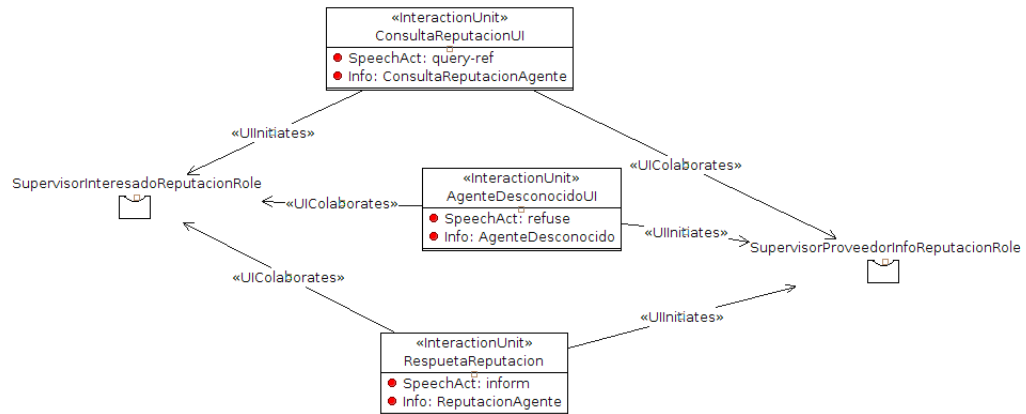 «InteractionUnit»
ConsultaReputacionUI
SpeechAct: query-ref
Info: ConsultaReputacionAgente
«UIInitiates»
«UIColaborates»
SupervisorInteresadoReputacionRole
«InteractionUnit»
AgenteDesconocidoUI
SpeechAct: refuse
Info: AgenteDesconocido
«UIColaborates»
«UIInitiates»
SupervisorProveedorInfoReputacionRole
«UIColaborates»
«UIInitiates»
«InteractionUnit»
RespuetaReputacion
SpeechAct: inform
Info: ReputacionAgente